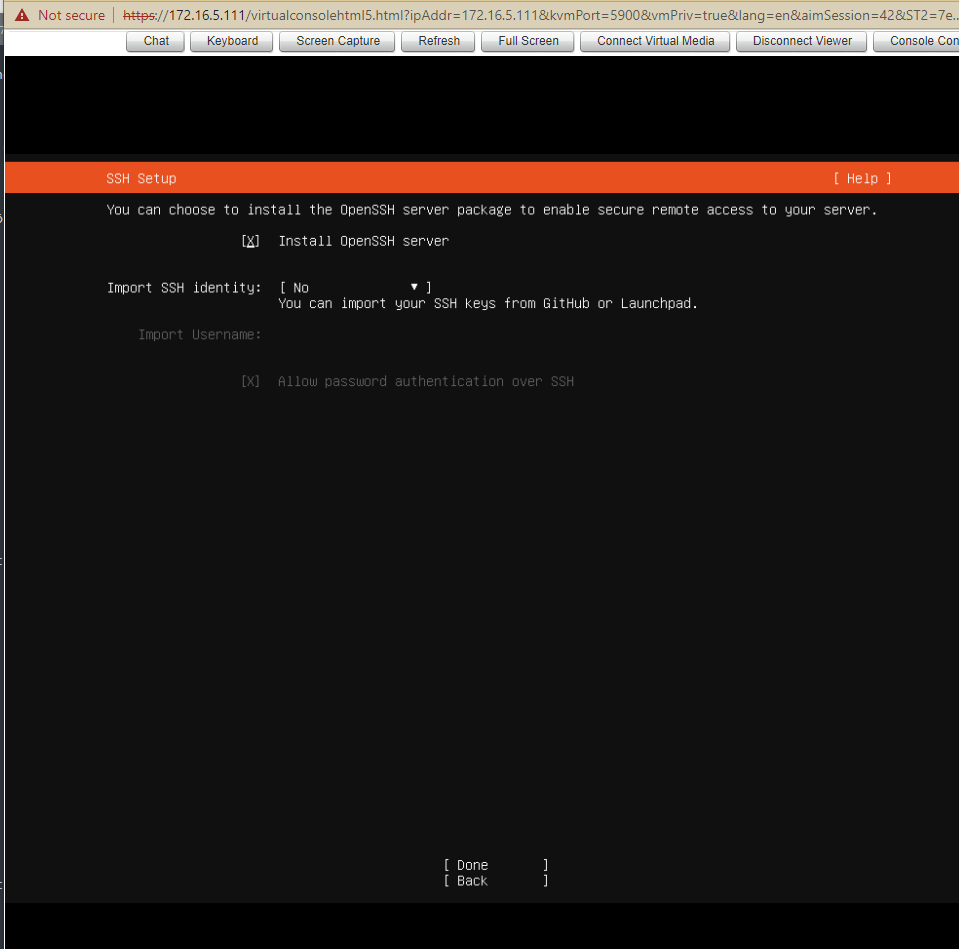 Not secure https://172.16.5.111/virtualconsolehtml5.html?ipAddr=172.16.5.111&kvmPort=5900&vmPriv=true&lang=en&aimSession=42&ST2=7e...
Chat Keyboard Screen Capture Refresh Full Screen Connect Virtual Media Disconnect Viewer Console Con
SSH Setup [ Help ]
You can choose to install the OpenSSH server package to enable secure remote access to your server.
[X] Install OpenSSH server
Import SSH identity: [ No ▾ ]
You can import your SSH keys from GitHub or Launchpad.
Import Username:
[X] Allow password authentication over SSH
[ Done ]
[ Back ]